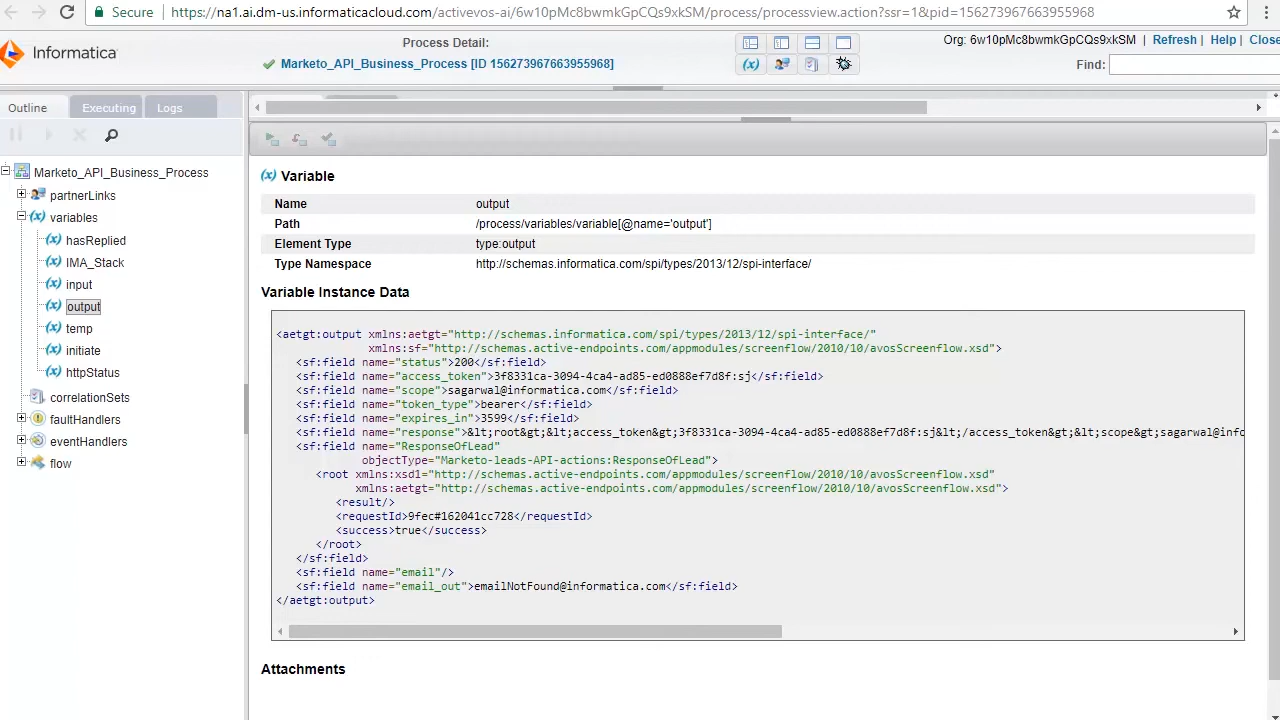 Secure https://na1.ai.dm-us.informaticacloud.com/activevos-ai/6w10pMc8bwmkGpCQs9xkSM/process/processview.action?ssr=1&pid=156273967663955968
Informatica
Process Detail:
Marketo_API_Business_Process [ID 156273967663955968]
Org: 6w10pMc8bwmkGpCQs9xkSM | Refresh | Help | Close
Find:
Outline Executing Logs
Marketo_API_Business_Process
partnerLinks
variables
hasReplied
IMA_Stack
input
output
temp
initiate
httpStatus
correlationSets
faultHandlers
eventHandlers
flow
(x) Variable
Name output
Path /process/variables/variable[@name='output']
Element Type type:output
Type Namespace http://schemas.informatica.com/spi/types/2013/12/spi-interface/
Variable Instance Data
<aetgt:output xmlns:aetgt="http://schemas.informatica.com/spi/types/2013/12/spi-interface/"
xmlns:sf="http://schemas.active-endpoints.com/appmodules/screenflow/2010/10/avosScreenflow.xsd">
<sf:field name="status">200</sf:field>
<sf:field name="access_token">3f8331ca-3094-4ca4-ad85-ed0888ef7d8f:sj</sf:field>
<sf:field name="scope">sagarwal@informatica.com</sf:field>
<sf:field name="token_type">bearer</sf:field>
<sf:field name="expires_in">3599</sf:field>
<sf:field name="response">&lt;root&gt;&lt;access_token&gt;3f8331ca-3094-4ca4-ad85-ed0888ef7d8f:sj&lt;/access_token&gt;&lt;scope&gt;sagarwal@info
<sf:field name="ResponseOfLead"
objectType="Marketo-leads-API-actions:ResponseOfLead">
<root xmlns:xsd1="http://schemas.active-endpoints.com/appmodules/screenflow/2010/10/avosScreenflow.xsd"
xmlns:aetgt="http://schemas.active-endpoints.com/appmodules/screenflow/2010/10/avosScreenflow.xsd">
<result/>
<requestId>9fec#162041cc728</requestId>
<success>true</success>
</root>
</sf:field>
<sf:field name="email"/>
<sf:field name="email_out">emailNotFound@informatica.com</sf:field>
</aetgt:output>
Attachments